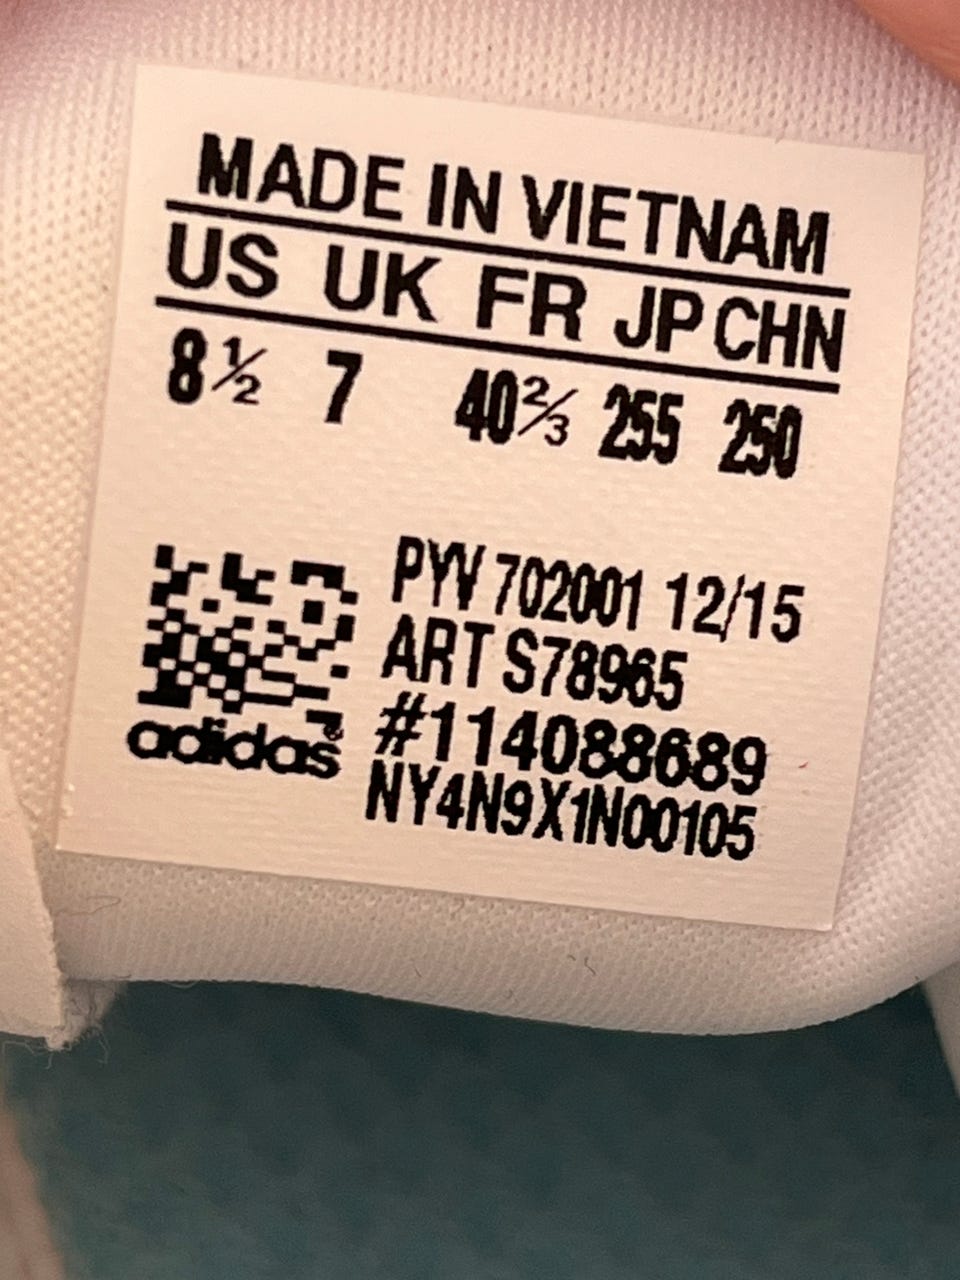 MADE IN VIETNAM
US UK FR JP CHN
8½ 7 40⅔ 255 250
PYV 702001 12/15
ART S78965
#114088689
adidas®
NY4N9X1N00105